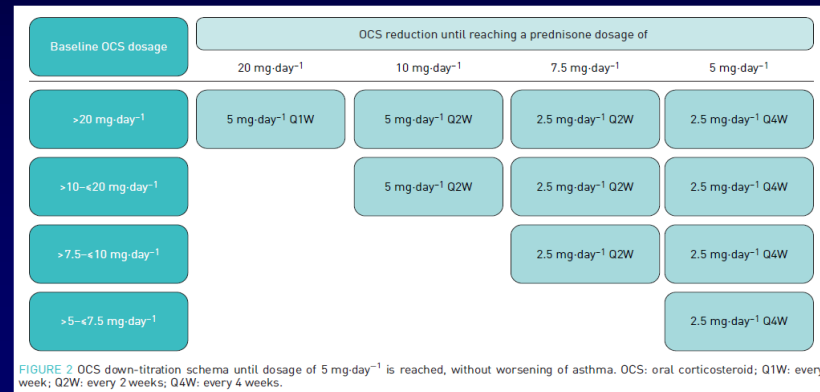 Baseline OCS dosage
OCS reduction until reaching a prednisone dosage of
20 mg·day⁻¹ 10 mg·day⁻¹ 7.5 mg·day⁻¹ 5 mg·day⁻¹
>20 mg·day⁻¹ 5 mg·day⁻¹ Q1W 5 mg·day⁻¹ Q2W 2.5 mg·day⁻¹ Q2W 2.5 mg·day⁻¹ Q4W
>10–≤20 mg·day⁻¹ 5 mg·day⁻¹ Q2W 2.5 mg·day⁻¹ Q2W 2.5 mg·day⁻¹ Q4W
>7.5–≤10 mg·day⁻¹ 2.5 mg·day⁻¹ Q2W 2.5 mg·day⁻¹ Q4W
>5–≤7.5 mg·day⁻¹ 2.5 mg·day⁻¹ Q4W
FIGURE 2 OCS down-titration schema until dosage of 5 mg·day⁻¹ is reached, without worsening of asthma. OCS: oral corticosteroid; Q1W: every
week; Q2W: every 2 weeks; Q4W: every 4 weeks.